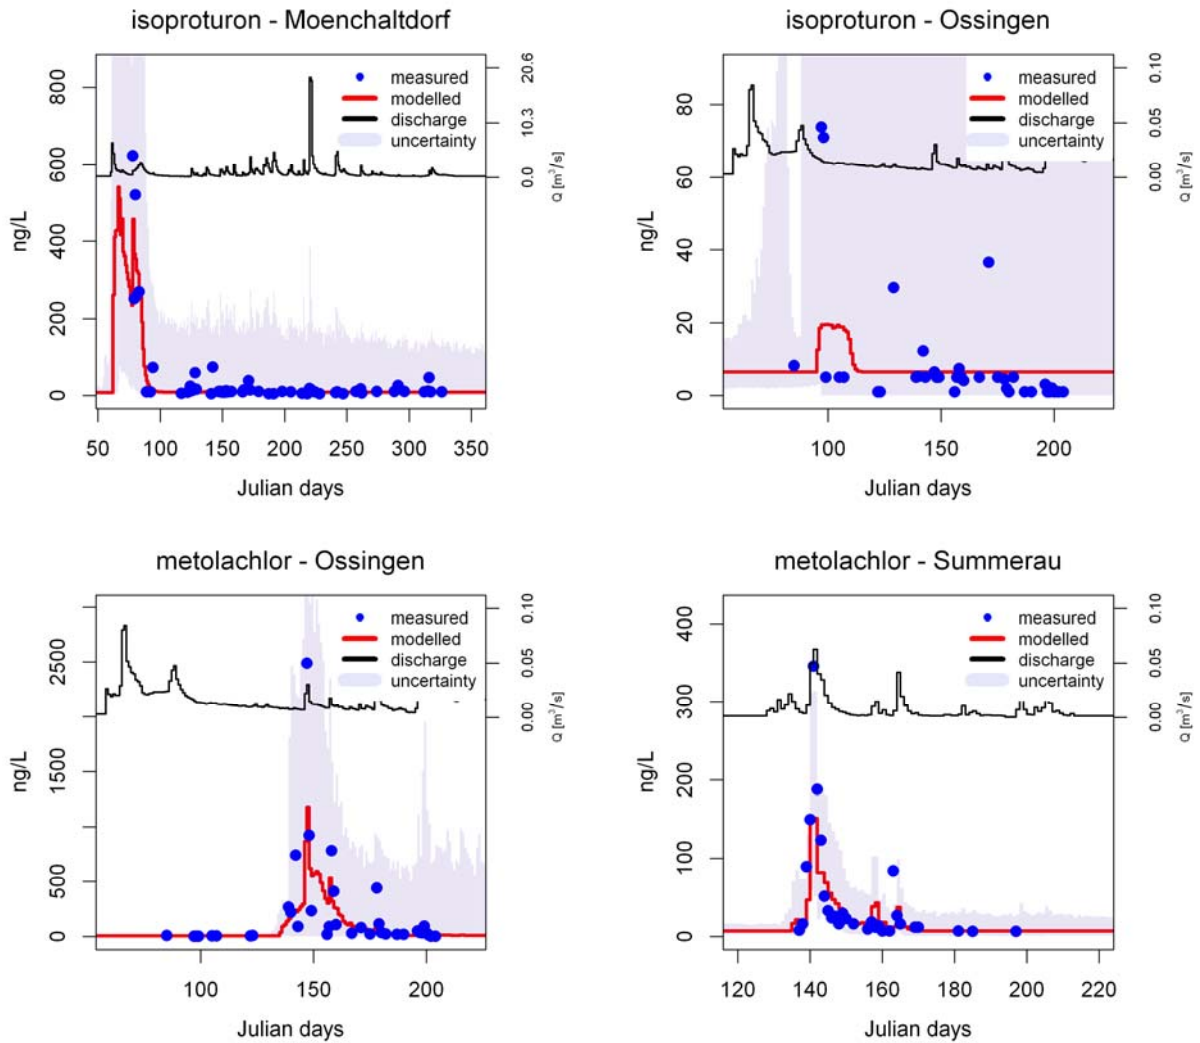 isoproturon - Moenchaltdorf
measured
modelled
discharge
uncertainty
0 200 400 600 800
ng/L
0.0 10.3 20.6
Q [m³/s]
50 100 150 200 250 300 350
Julian days
isoproturon - Ossingen
measured
modelled
discharge
uncertainty
0 20 40 60 80
ng/L
0.00 0.05 0.10
Q [m³/s]
100 150 200
Julian days
metolachlor - Ossingen
measured
modelled
discharge
uncertainty
0 500 1500 2500
ng/L
0.00 0.05 0.10
Q [m³/s]
100 150 200
Julian days
metolachlor - Summerau
measured
modelled
discharge
uncertainty
0 100 200 300 400
ng/L
0.00 0.05 0.10
Q [m³/s]
120 140 160 180 200 220
Julian days